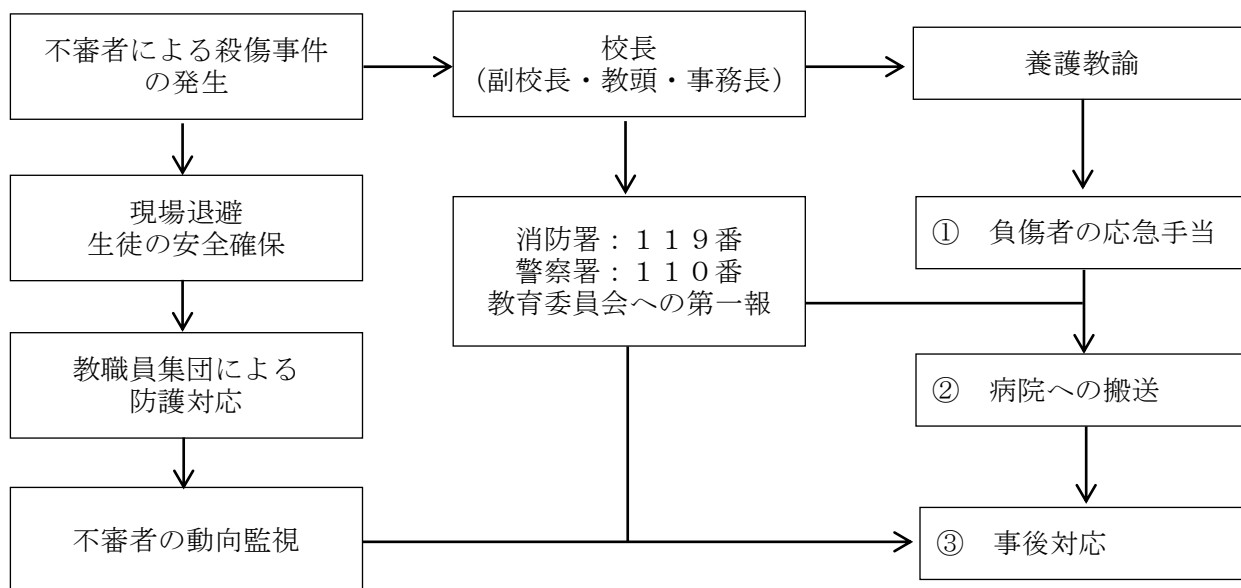 不審者による殺傷事件
の発生
校長
(副校長・教頭・事務長)
養護教諭
現場退避
生徒の安全確保
消防署：１１９番
警察署：１１０番
教育委員会への第一報
① 負傷者の応急手当
教職員集団による
防護対応
② 病院への搬送
不審者の動向監視
③ 事後対応